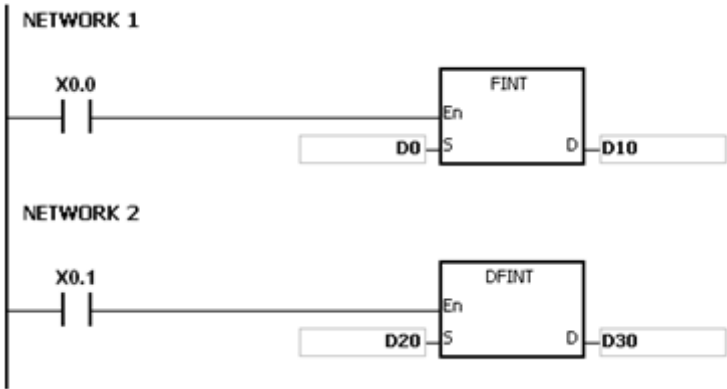 NETWORK 1
X0.0
FINT
En
D0 S D D10
NETWORK 2
X0.1
DFINT
En
D20 S D D30